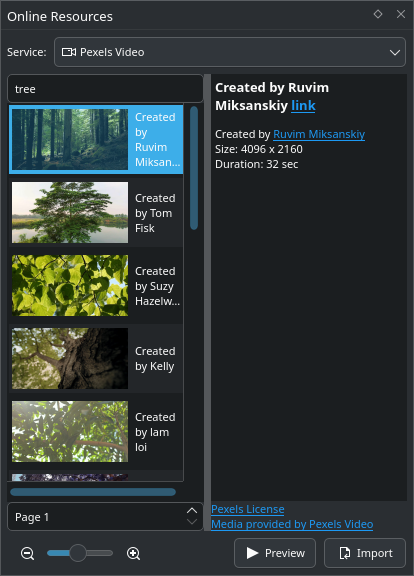 Online Resources
Service:
Pexels Video
tree
Created
by
Ruvim
Miksan...
Created
by Tom
Fisk
Created
by Suzy
Hazelw...
Created
by Kelly
Created
by lam
loi
Page 1
Created by Ruvim
Miksanskiy link
Created by Ruvim Miksanskiy
Size: 4096 x 2160
Duration: 32 sec
Pexels License
Media provided by Pexels Video
Preview
Import